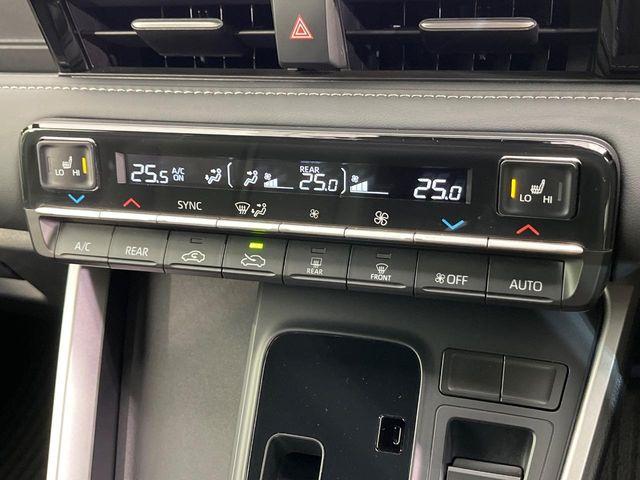 LO HI
25.5 A/C ON REAR 25.0 25.0
LO HI
SYNC
A/C REAR REAR FRONT OFF AUTO